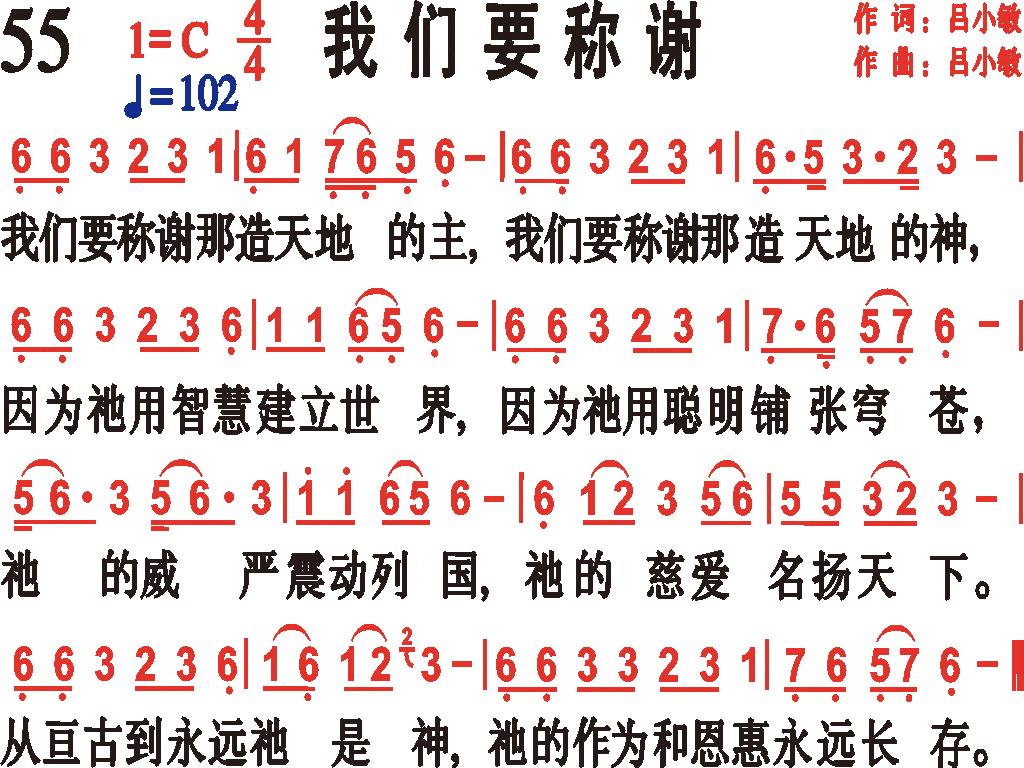 55 1=C 4/4 我们要称谢 作 词：吕小敏
♩=102 作 曲：吕小敏
6 6 3 2 3 1 | 6 1 7 6 5 6 – | 6 6 3 2 3 1 | 6 · 5 3 · 2 3 – |
我们要称谢那造天地 的主, 我们要称谢那造天地的神,
6 6 3 2 3 6 | 1 1 6 5 6 – | 6 6 3 2 3 1 | 7 · 6 5 7 6 – |
因为祂用智慧建立世 界, 因为祂用聪明铺张穹 苍,
5 6 · 3 5 6 · 3 | 1 1 6 5 6 – | 6 1 2 3 5 6 | 5 5 3 2 3 – |
祂 的威 严震动列 国, 祂的 慈爱 名扬天 下。
6 6 3 2 3 6 | 1 6 1 2 2 3 – | 6 6 3 3 2 3 1 | 7 6 5 7 6 – ‖
从亘古到永远祂 是 神, 祂的作为和恩惠永远长 存。